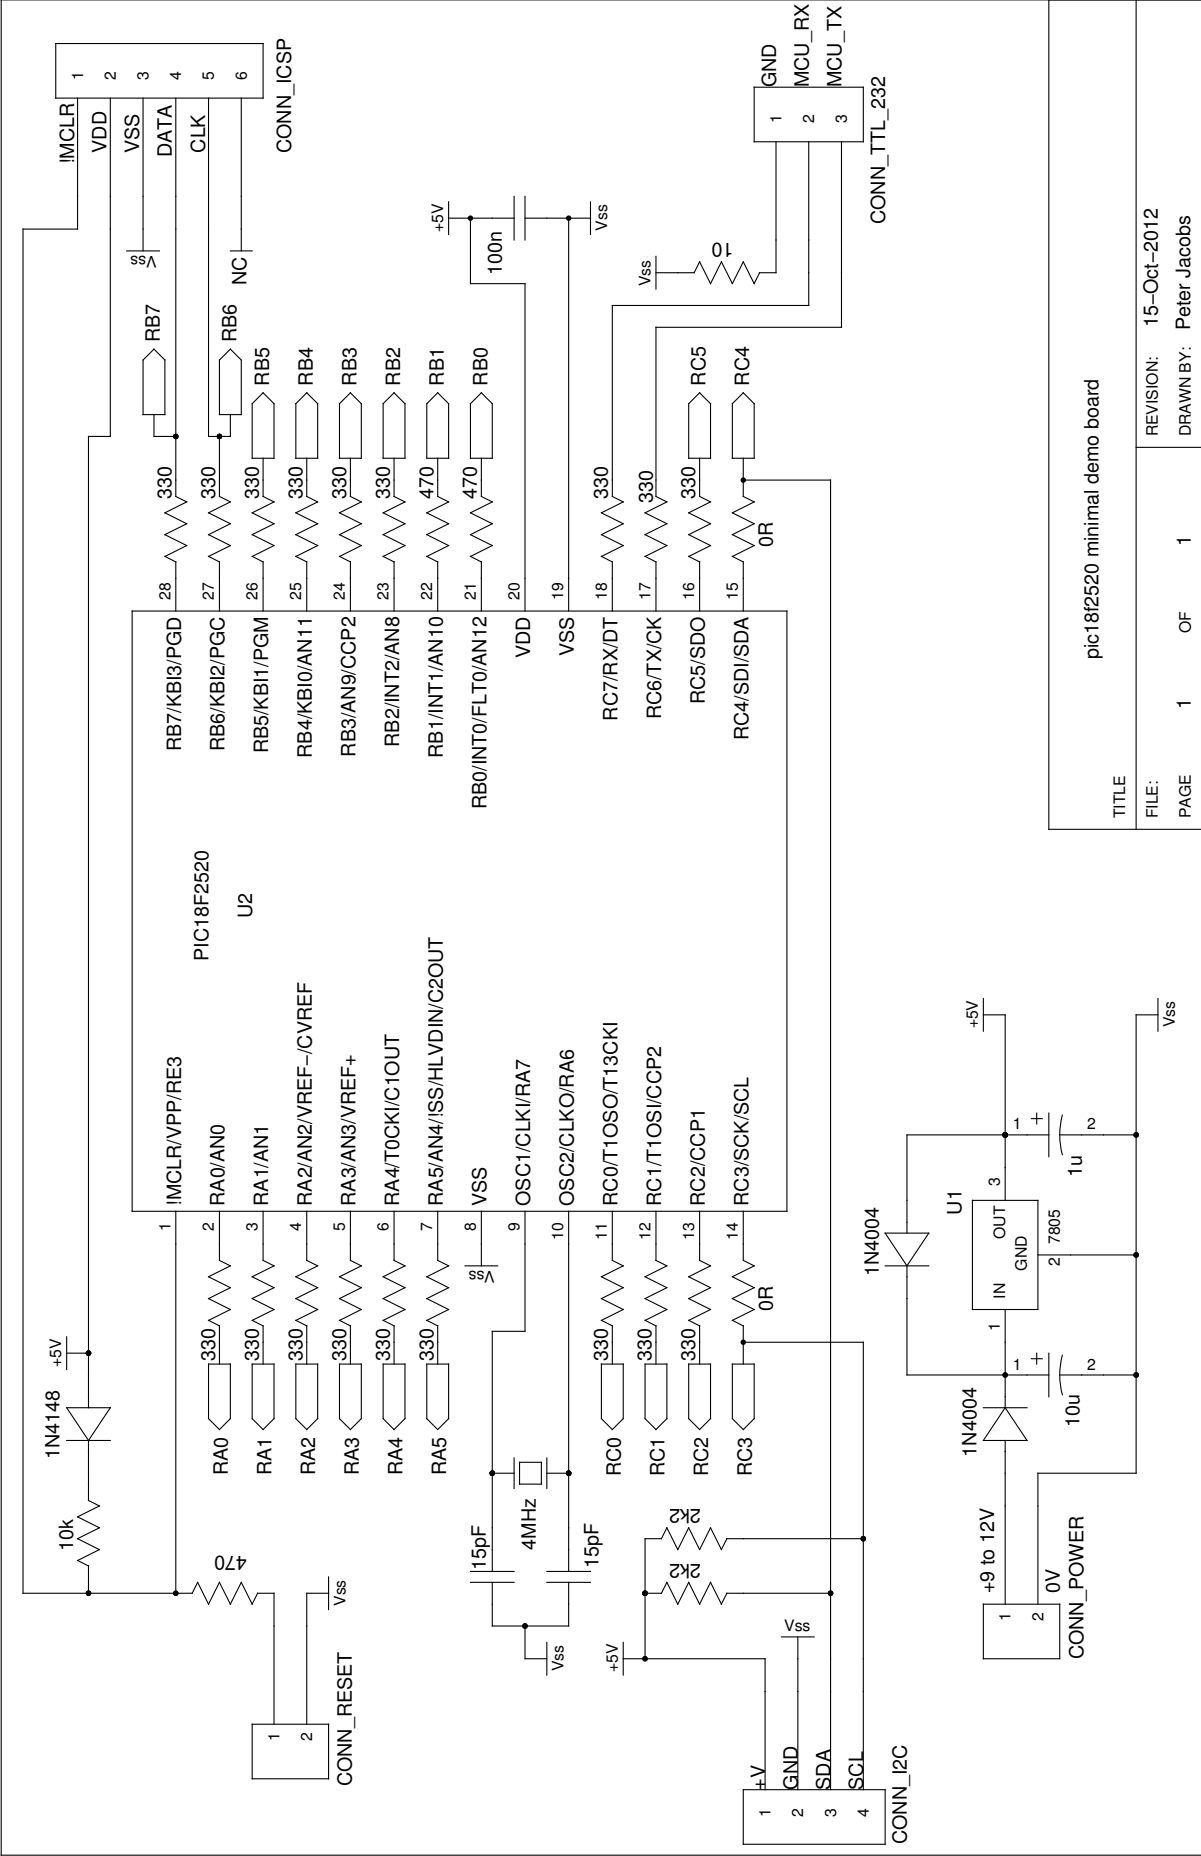 1N4148
10k
+5V
470
Vss
1
2
CONN_RESET
!MCLR
VDD
VSS
DATA
CLK
1
2
3
4
5
6
CONN_ICSP
Vss
NC
PIC18F2520
U2
1
!MCLR/VPP/RE3
RA0
330
2
RA0/AN0
RA1
330
3
RA1/AN1
RA2
330
4
RA2/AN2/VREF-/CVREF
RA3
330
5
RA3/AN3/VREF+
RA4
330
6
RA4/T0CKI/C1OUT
RA5
330
7
RA5/AN4/!SS/HLVDIN/C2OUT
Vss
8
VSS
9
OSC1/CLKI/RA7
10
OSC2/CLKO/RA6
RC0
330
11
RC0/T1OSO/T13CKI
RC1
330
12
RC1/T1OSI/CCP2
RC2
330
13
RC2/CCP1
RC3
0R
14
RC3/SCK/SCL
15pF
4MHz
15pF
Vss
RB7/KBI3/PGD
28
330
RB7
RB6/KBI2/PGC
27
330
RB6
RB5/KBI1/PGM
26
330
RB5
RB4/KBI0/AN11
25
330
RB4
RB3/AN9/CCP2
24
330
RB3
RB2/INT2/AN8
23
330
RB2
RB1/INT1/AN10
22
470
RB1
RB0/INT0/FLT0/AN12
21
470
RB0
VDD
20
VSS
19
+5V
100n
Vss
RC7/RX/DT
18
330
RC6/TX/CK
17
330
RC5/SDO
16
330
RC5
RC4/SDI/SDA
15
0R
RC4
Vss
10
1
2
3
GND
MCU_RX
MCU_TX
CONN_TTL_232
+5V
2k2
2k2
Vss
+V
GND
SDA
SCL
1
2
3
4
CONN_I2C
+9 to 12V
0V
1
2
CONN_POWER
1N4004
1N4004
10u
1
+
2
U1
1
IN
OUT
3
GND
2
7805
1
+
2
1u
+5V
Vss
pic18f2520 minimal demo board
TITLE
FILE:
REVISION: 15-Oct-2012
PAGE 1 OF 1
DRAWN BY: Peter Jacobs